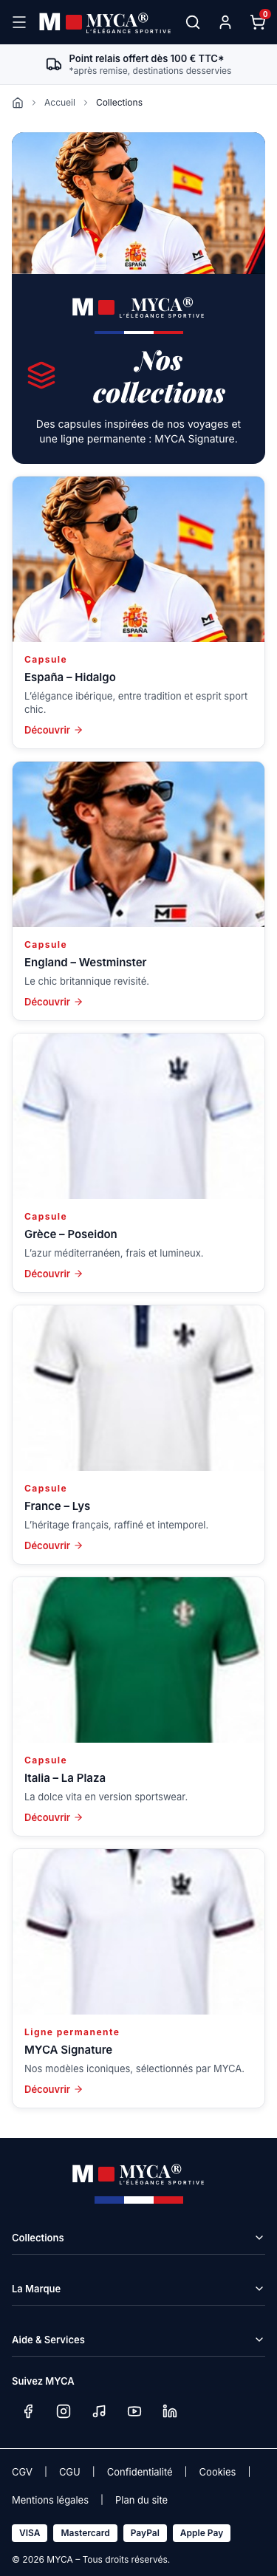 M MYCA®
L'ÉLÉGANCE SPORTIVE
0
Point relais offert dès 100 € TTC*
*après remise, destinations desservies
Accueil
Collections
ESPAÑA
M MYCA®
L'ÉLÉGANCE SPORTIVE
Nos
collections
Des capsules inspirées de nos voyages et
une ligne permanente : MYCA Signature.
ESPAÑA
Capsule
España – Hidalgo
L'élégance ibérique, entre tradition et esprit sport
chic.
Découvrir →
M
Capsule
England – Westminster
Le chic britannique revisité.
Découvrir →
Capsule
Grèce – Poseidon
L'azur méditerranéen, frais et lumineux.
Découvrir →
Capsule
France – Lys
L'héritage français, raffiné et intemporel.
Découvrir →
Capsule
Italia – La Plaza
La dolce vita en version sportswear.
Découvrir →
Ligne permanente
MYCA Signature
Nos modèles iconiques, sélectionnés par MYCA.
Découvrir →
M MYCA®
L'ÉLÉGANCE SPORTIVE
Collections
La Marque
Aide & Services
Suivez MYCA
CGV | CGU | Confidentialité | Cookies |
Mentions légales | Plan du site
VISA Mastercard PayPal Apple Pay
© 2026 MYCA – Tous droits réservés.